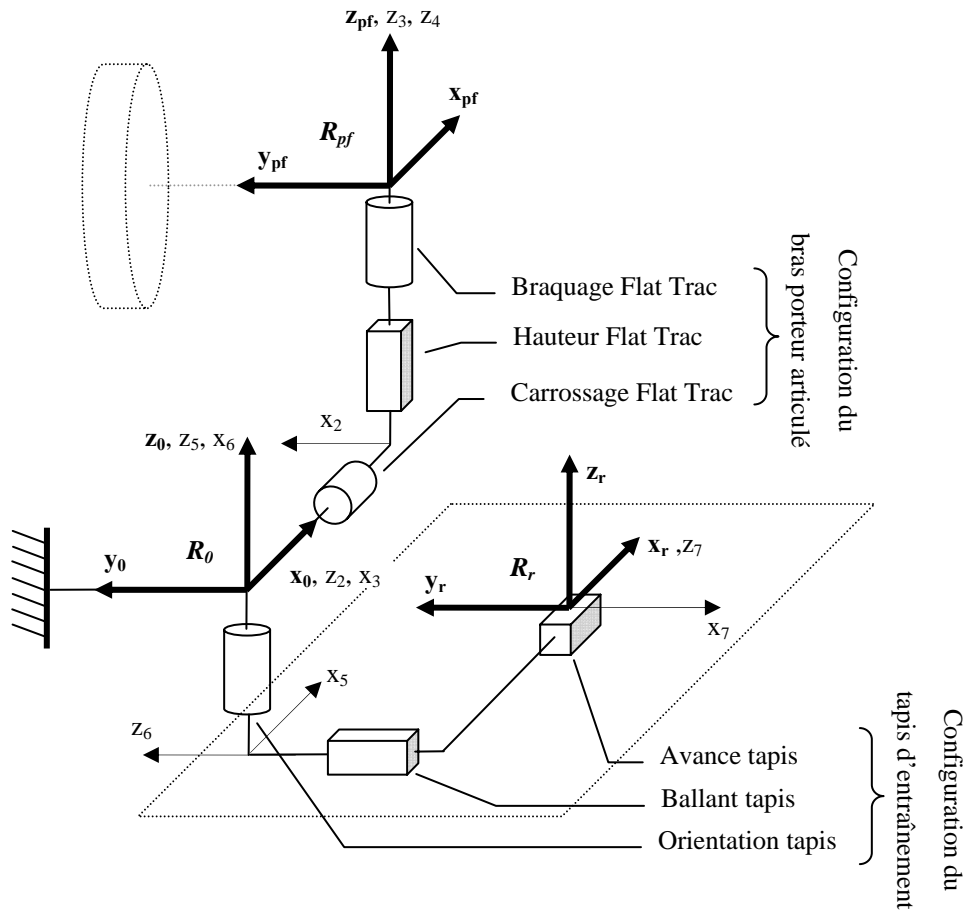 z_pf, z_3, z_4
x_pf
R_pf
y_pf
Braquage Flat Trac
Hauteur Flat Trac
Carrossage Flat Trac
Configuration du
bras porteur articulé
x_2
z_0, z_5, x_6
z_r
R_0
y_0
x_0, z_2, x_3
x_r ,z_7
R_r
y_r
x_7
x_5
z_6
Avance tapis
Ballant tapis
Orientation tapis
Configuration du
tapis d'entraînement